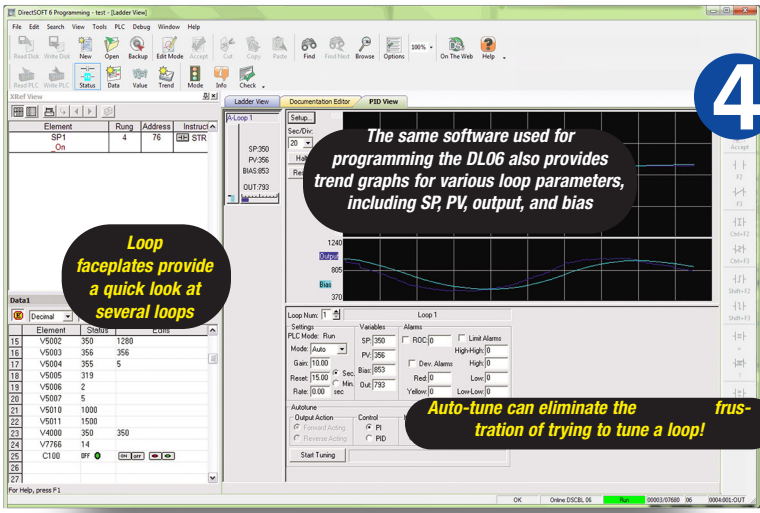 DirectSOFT 6 Programming - test - [Ladder View]
File Edit Search View Tools PLC Debug Window Help
Read Disk Write Disk New Open Backup Edit Mode Accept Cut Copy Paste Find Find Next Browse Options 100% On The Web Help
Read PLC Write PLC Status Data Value Trend Mode Info Check
XRef View
Element Rung Address Instruct
SP1 4 76 STR
_On
Ladder View Documentation Editor PID View
4
A-Loop 1
SP:350
PV:356
BIAS:853
OUT:793
Setup...
Sec/Div:
20
Hal
Res
The same software used for
programming the DL06 also provides
trend graphs for various loop parameters,
including SP, PV, output, and bias
Loop
faceplates provide
a quick look at
several loops
1240
Output
805
Bias
370
Accept
F2
F3
Ctrl+F2
Ctrl+F3
Shift+F2
Shift+F3
Data1
Decimal
Element Status Edits
15 V5002 350 1280
16 V5003 356 356
17 V5004 355 5
18 V5005 319
19 V5006 2
20 V5007 5
21 V5010 1000
22 V5011 1500
23 V4000 350 350
24 V7766 14
25 C100 OFF ON OFF
26
27
Loop Num: 1 Loop 1
Settings Variables Alarms
PLC Mode: Run SP: 350 ROC: 0 Limit Alarms
Mode: Auto PV: 356 High-High: 0
Gain: 10.00 Bias: 853 Dev. Alarms High: 0
Reset: 15.00 Sec. Min. Out: 793 Red: 0 Low: 0
Rate: 0.00 sec Yellow: 0 Low-Low: 0
Autotune
Output Action Control
Forward Acting PI
Reverse Acting PID
Start Tuning
Auto-tune can eliminate the frus-
tration of trying to tune a loop!
For Help, press F1
OK Online:DSCBL 06 Run 00003/07680 06 0004:001:OUT